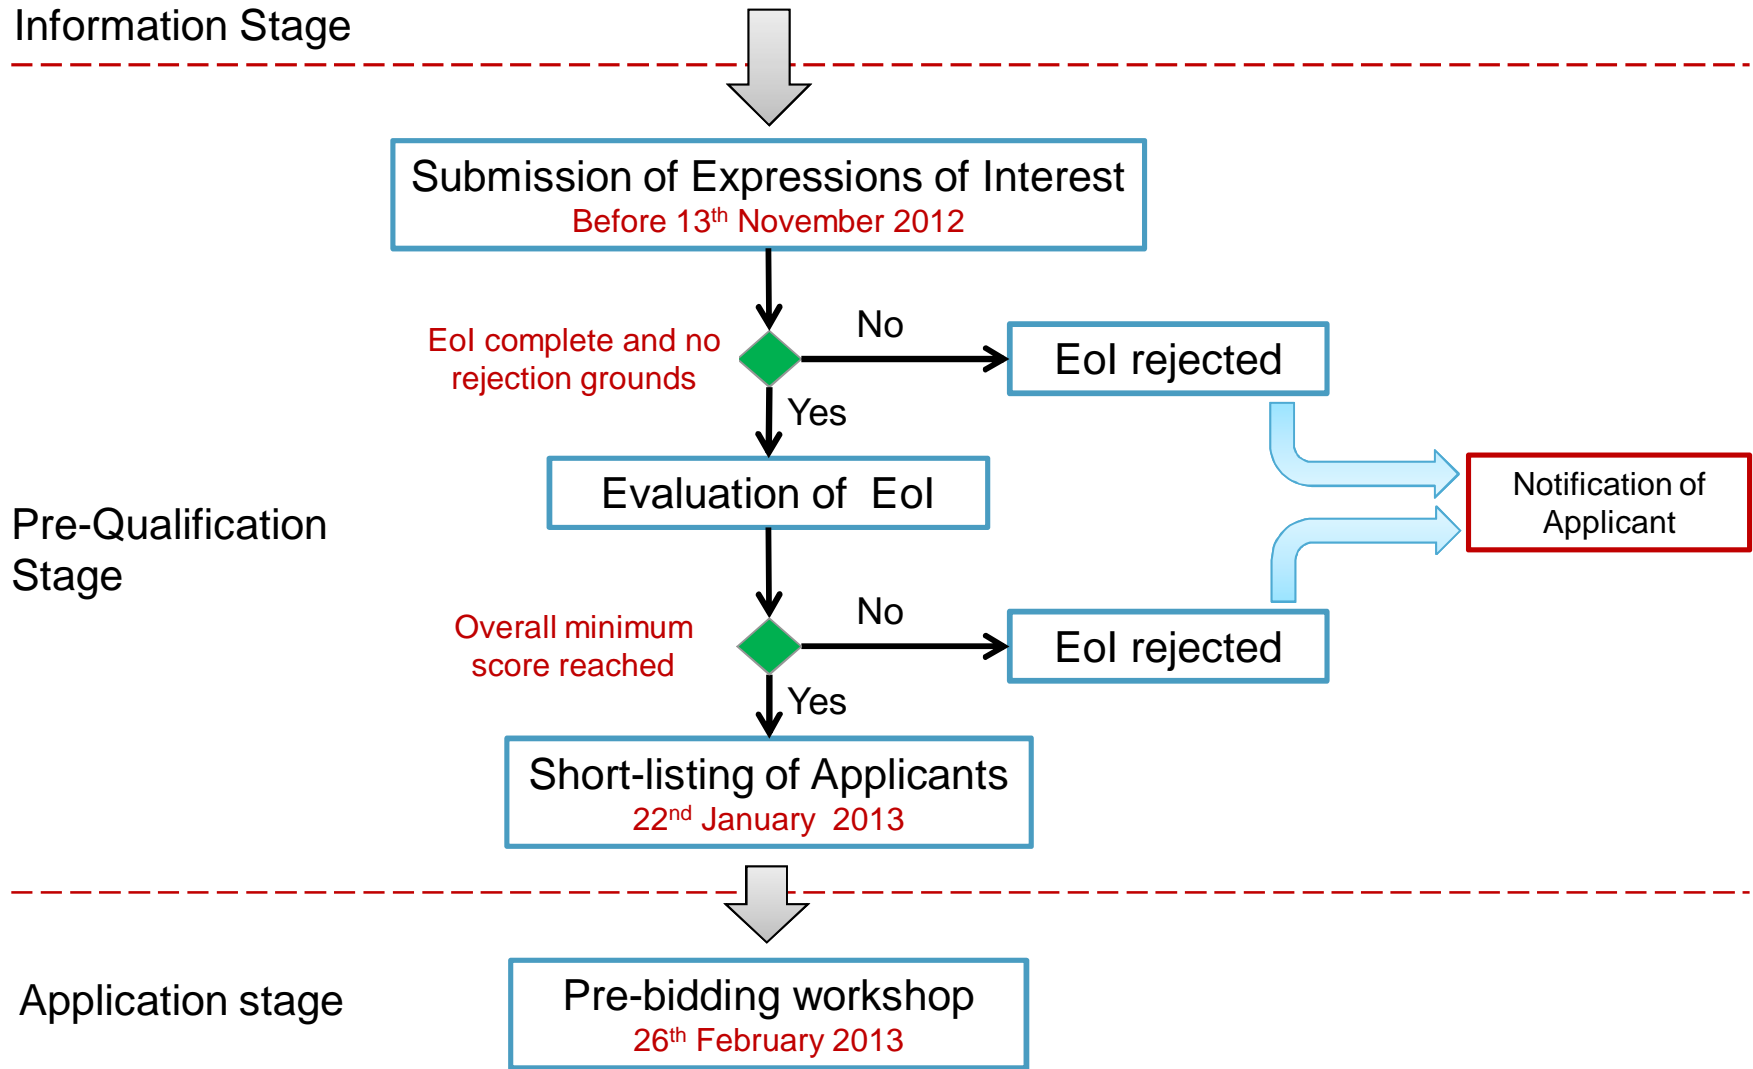 Information Stage
Submission of Expressions of Interest
Before 13th November 2012
EoI complete and no
rejection grounds
No
EoI rejected
Yes
Evaluation of EoI
Notification of
Applicant
Pre-Qualification
Stage
Overall minimum
score reached
No
EoI rejected
Yes
Short-listing of Applicants
22nd January 2013
Application stage
Pre-bidding workshop
26th February 2013